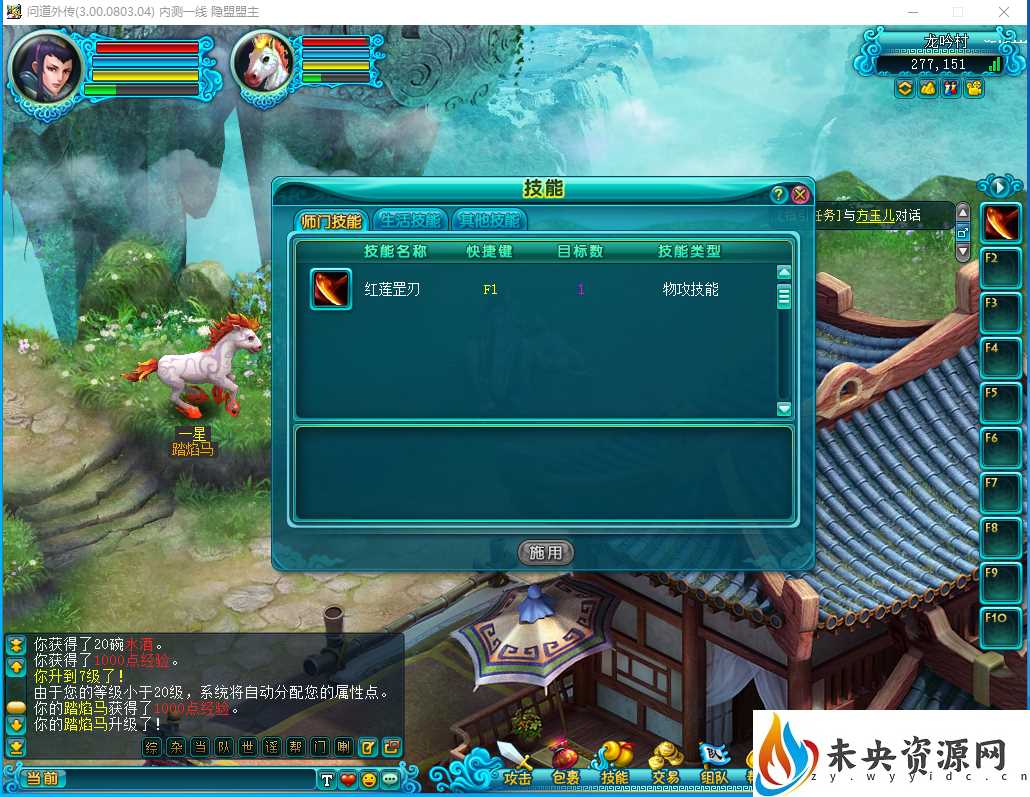 问道外传(3.00.0803.04) 内测一线 隐盟盟主
龙吟村
277,151
技能
师门技能 生活技能 其他技能
任务]与方玉儿对话
技能名称 快捷键 目标数 技能类型
红莲罡刃 F1 1 物攻技能
施用
F2
F3
F4
F5
F6
F7
F8
F9
F10
一星
踏焰马
你获得了20碗水酒。
你获得了1000点经验。
你升到7级了!
由于您的等级小于20级,系统将自动分配您的属性点。
你的踏焰马获得了1000点经验。
你的踏焰马升级了!
综 杂 当 队 世 谣 帮 门 喇
当前
攻击 包裹 技能 交易 组队
未央资源网
zy.wyyidc.cn